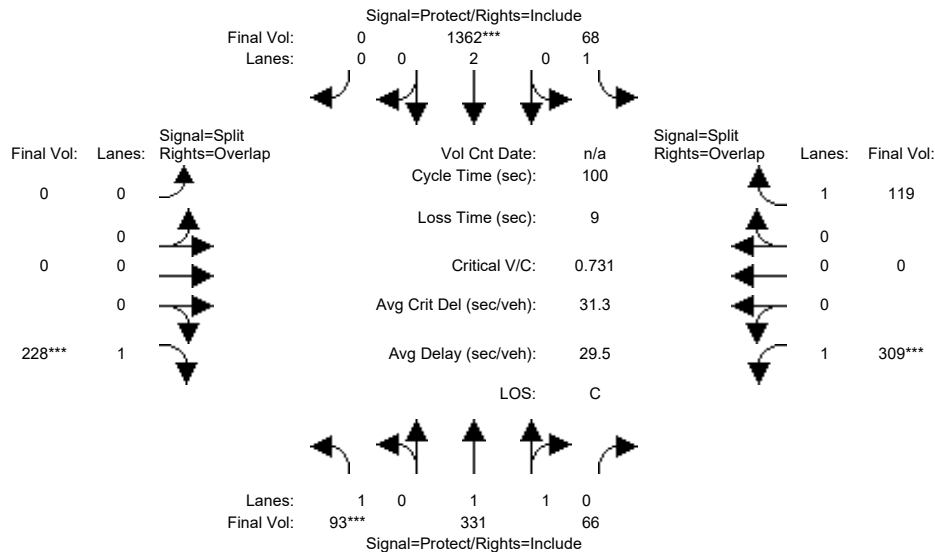 Signal=Protect/Rights=Include
Final Vol: 0 1362*** 68
Lanes: 0 0 2 0 1
Signal=Split
Final Vol: Lanes: Rights=Overlap
Vol Cnt Date: n/a
Signal=Split
Rights=Overlap Lanes: Final Vol:
Cycle Time (sec): 100
0 0
1 119
Loss Time (sec): 9
0
0
0 0
Critical V/C: 0.731
0 0
0
Avg Crit Del (sec/veh): 31.3
0
228*** 1
Avg Delay (sec/veh): 29.5
1 309***
LOS: C
Lanes: 1 0 1 1 0
Final Vol: 93*** 331 66
Signal=Protect/Rights=Include